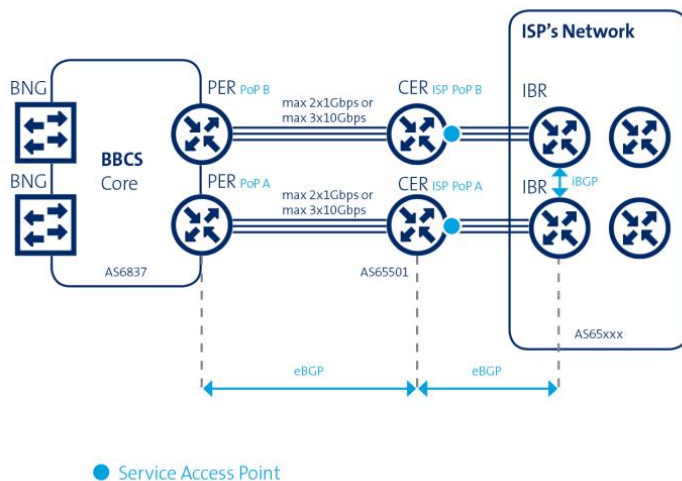 ISP's Network
BNG
PER PoP B
CER ISP PoP B
IBR
max 2x1Gbps or
max 3x10Gbps
BBCS
Core
BNG
PER PoP A
CER ISP PoP A
IBR
iBGP
max 2x1Gbps or
max 3x10Gbps
AS6837
AS65501
AS65xxx
eBGP
eBGP
Service Access Point